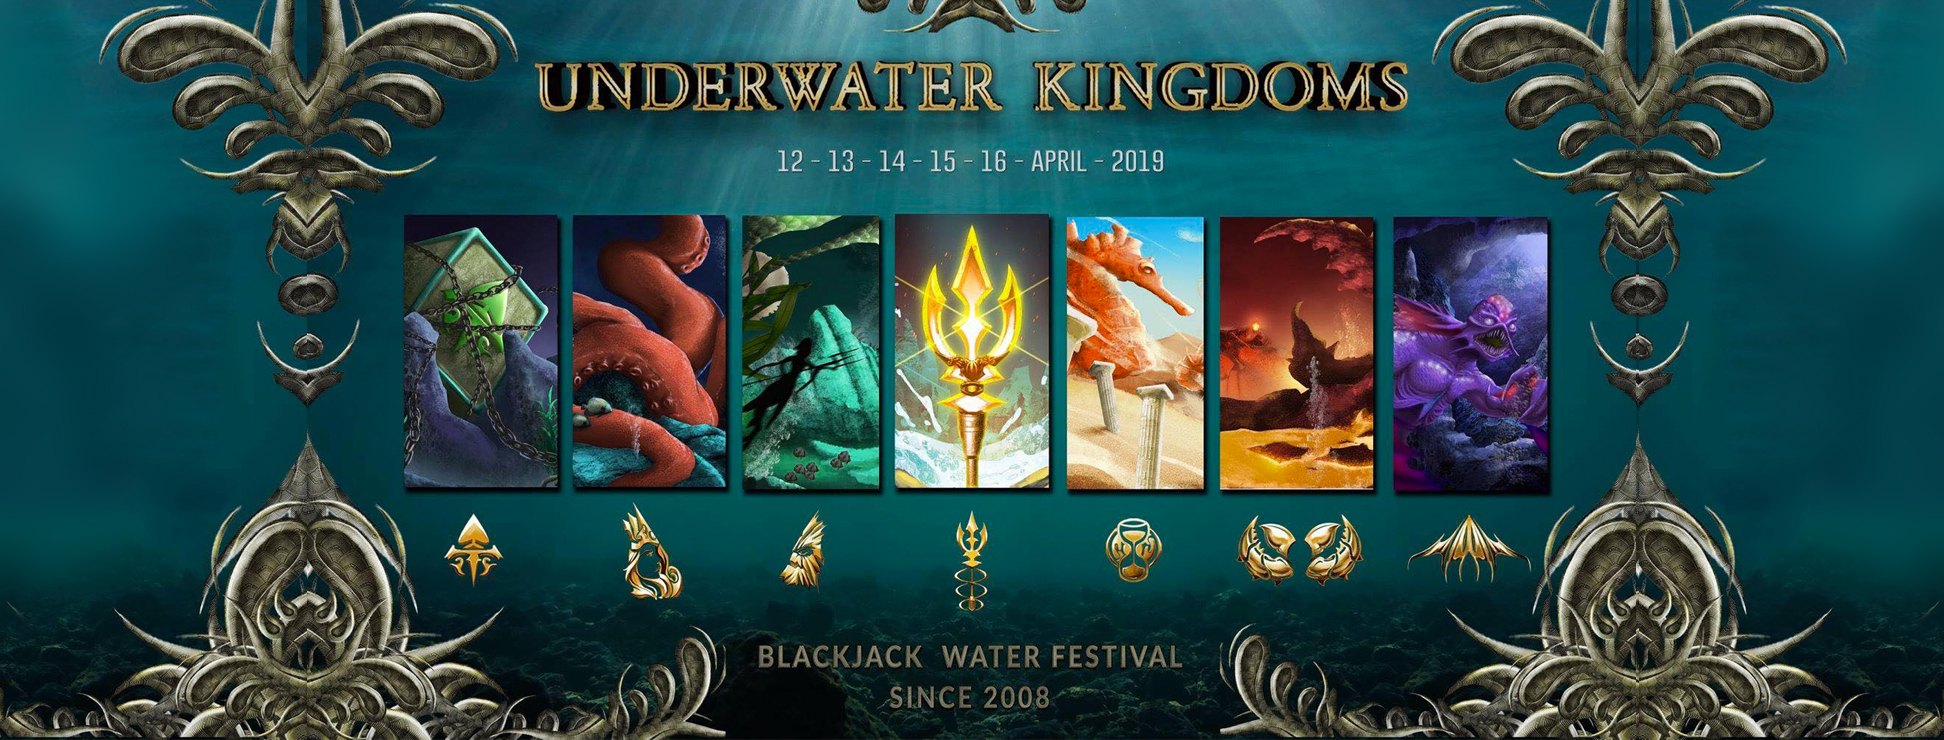 UNDERWATER KINGDOMS
12 - 13 - 14 - 15 - 16 - APRIL - 2019
BLACKJACK WATER FESTIVAL
SINCE 2008